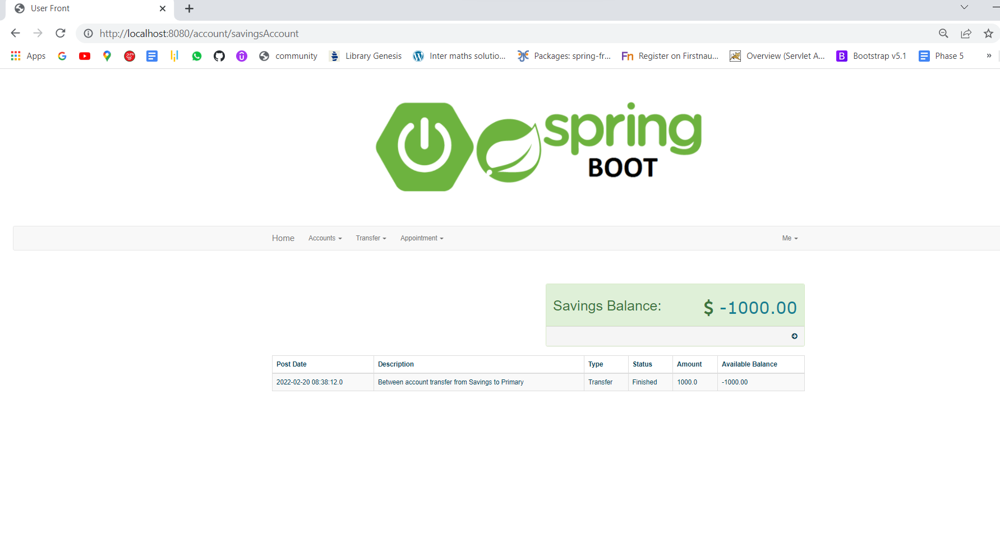 User Front
http://localhost:8080/account/savingsAccount
Apps community Library Genesis Inter maths solutio... Packages: spring-fr... Fn Register on Firstnau... Overview (Servlet A... B Bootstrap v5.1 Phase 5 »
spring
BOOT
Home Accounts Transfer Appointment Me
Savings Balance: $ -1000.00
Post Date Description Type Status Amount Available Balance
2022-02-20 08:38:12.0 Between account transfer from Savings to Primary Transfer Finished 1000.0 -1000.00